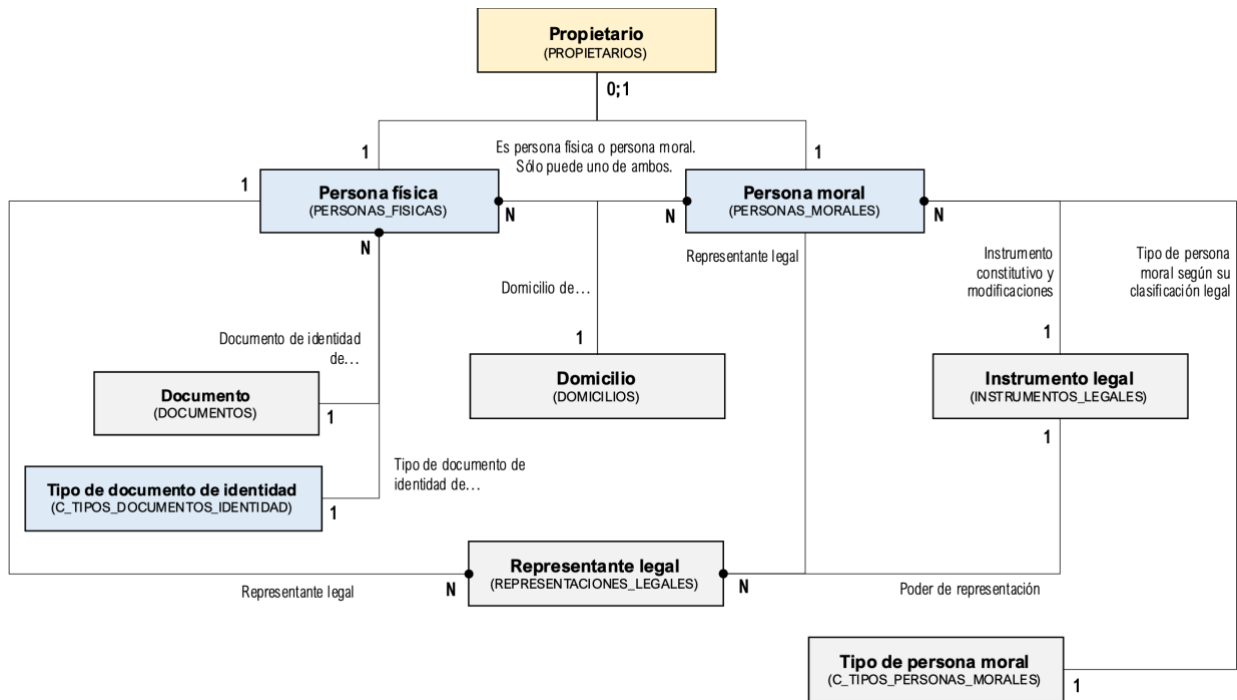 Propietario
(PROPIETARIOS)
0;1
Es persona física o persona moral.
Sólo puede uno de ambos.
1
1
1
Persona física
(PERSONAS_FISICAS)
N
N
Persona moral
(PERSONAS_MORALES)
N
N
Representante legal
Instrumento
constitutivo y
modificaciones
Tipo de persona
moral según su
clasificación legal
Domicilio de...
Documento de identidad
de...
1
1
Documento
(DOCUMENTOS)
1
Domicilio
(DOMICILIOS)
Instrumento legal
(INSTRUMENTOS_LEGALES)
1
Tipo de documento de
identidad de...
Tipo de documento de identidad
(C_TIPOS_DOCUMENTOS_IDENTIDAD)
1
Representante legal
(REPRESENTACIONES_LEGALES)
Representante legal
N
N
Poder de representación
Tipo de persona moral
(C_TIPOS_PERSONAS_MORALES)
1